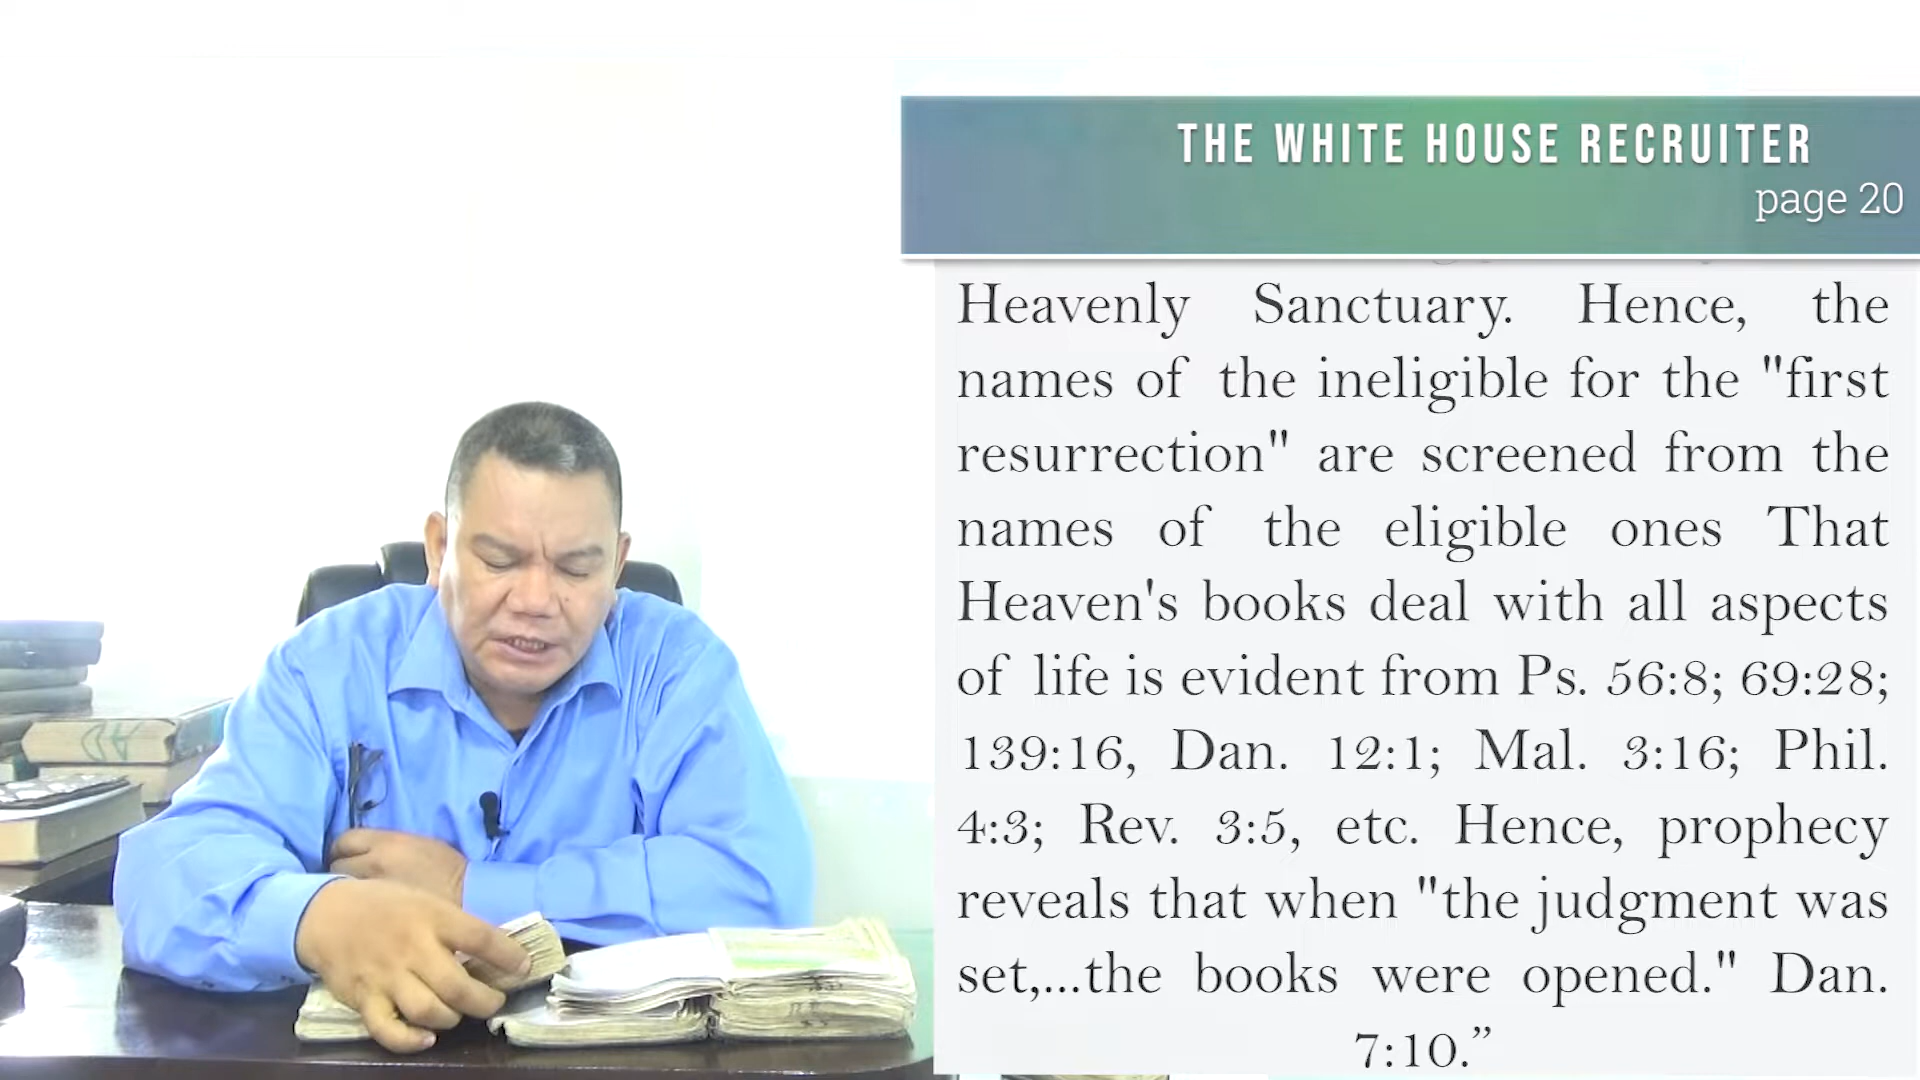 THE WHITE HOUSE RECRUITER
page 20
Heavenly Sanctuary. Hence, the
names of the ineligible for the "first
resurrection" are screened from the
names of the eligible ones That
Heaven's books deal with all aspects
of life is evident from Ps. 56:8; 69:28;
139:16, Dan. 12:1; Mal. 3:16; Phil.
4:3; Rev. 3:5, etc. Hence, prophecy
reveals that when "the judgment was
set,...the books were opened." Dan.
7:10.”